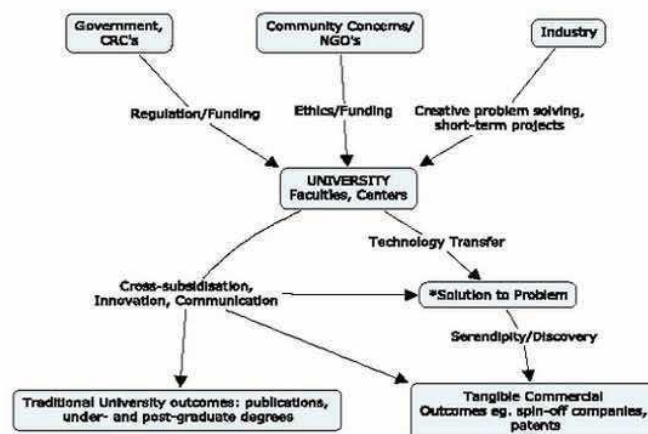 Government,
CRC's
Community Concerns/
NGO's
Industry
Regulation/Funding
Ethics/Funding
Creative problem solving,
short-term projects
UNIVERSITY
Faculties, Centers
Technology Transfer
Cross-subsidisation,
Innovation, Communication
*Solution to Problem
Serendipity/Discovery
Traditional University outcomes: publications,
under- and post-graduate degrees
Tangible Commercial
Outcomes eg. spin-off companies,
patents